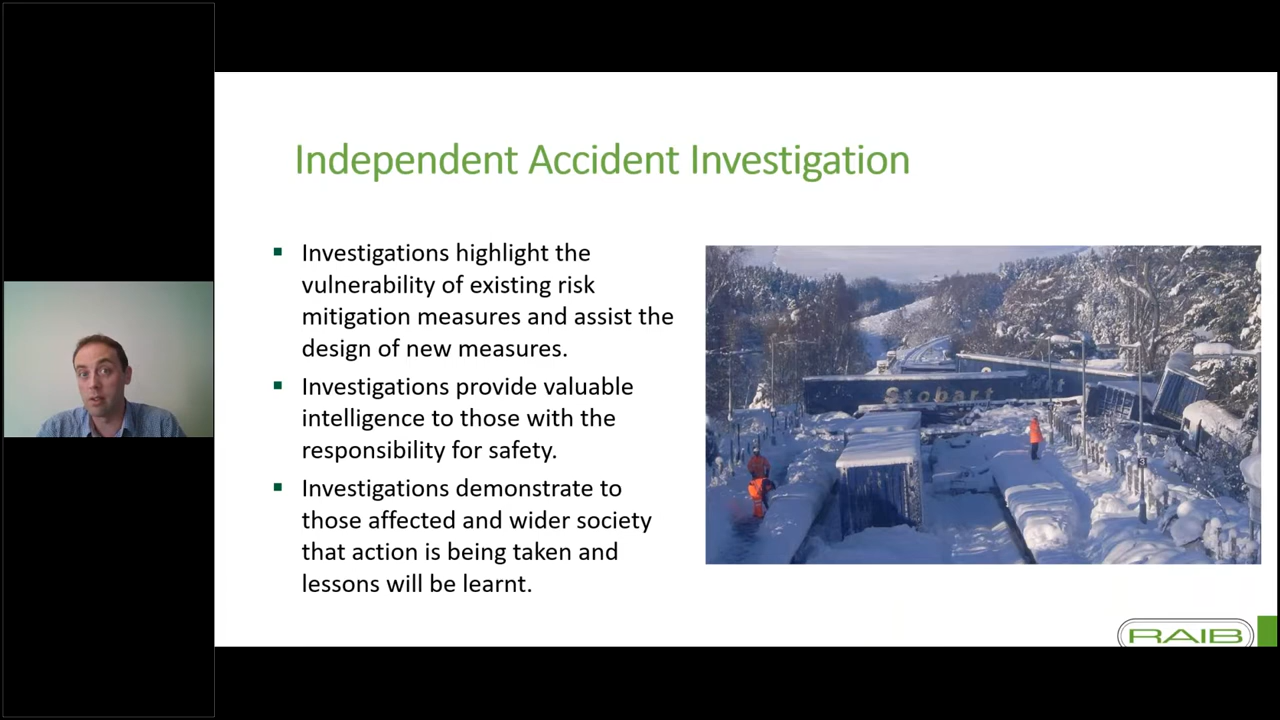 Independent Accident Investigation
▪ Investigations highlight the
vulnerability of existing risk
mitigation measures and assist the
design of new measures.
▪ Investigations provide valuable
intelligence to those with the
responsibility for safety.
▪ Investigations demonstrate to
those affected and wider society
that action is being taken and
lessons will be learnt.
Stobart
RAIB